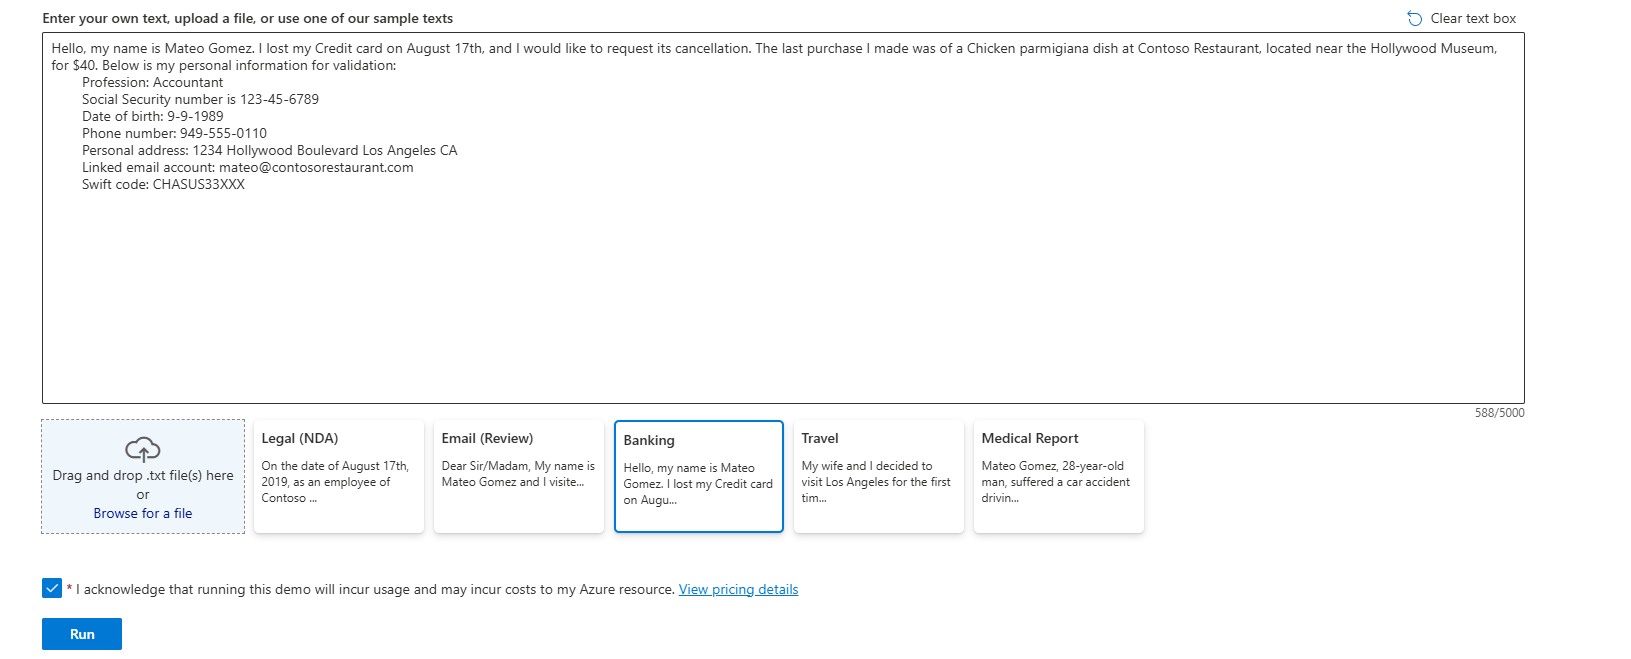 Enter your own text, upload a file, or use one of our sample texts
Clear text box
Hello, my name is Mateo Gomez. I lost my Credit card on August 17th, and I would like to request its cancellation. The last purchase I made was of a Chicken parmigiana dish at Contoso Restaurant, located near the Hollywood Museum,
for $40. Below is my personal information for validation:
Profession: Accountant
Social Security number is 123-45-6789
Date of birth: 9-9-1989
Phone number: 949-555-0110
Personal address: 1234 Hollywood Boulevard Los Angeles CA
Linked email account: mateo@contosorestaurant.com
Swift code: CHASUS33XXX
588/5000
Drag and drop .txt file(s) here
or
Browse for a file
Legal (NDA)
On the date of August 17th,
2019, as an employee of
Contoso ...
Email (Review)
Dear Sir/Madam, My name is
Mateo Gomez and I visite...
Banking
Hello, my name is Mateo
Gomez. I lost my Credit card
on Augu...
Travel
My wife and I decided to
visit Los Angeles for the first
tim...
Medical Report
Mateo Gomez, 28-year-old
man, suffered a car accident
drivin...
* I acknowledge that running this demo will incur usage and may incur costs to my Azure resource. View pricing details
Run